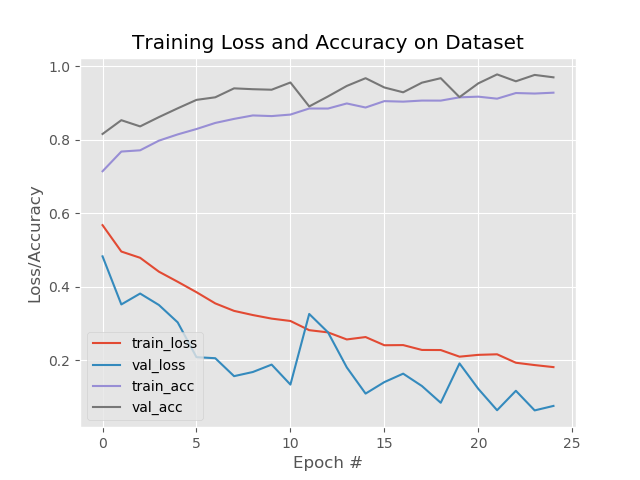 Training Loss and Accuracy on Dataset
1.0
0.8
0.6
0.4
0.2
Loss/Accuracy
train_loss
val_loss
train_acc
val_acc
0 5 10 15 20 25
Epoch #